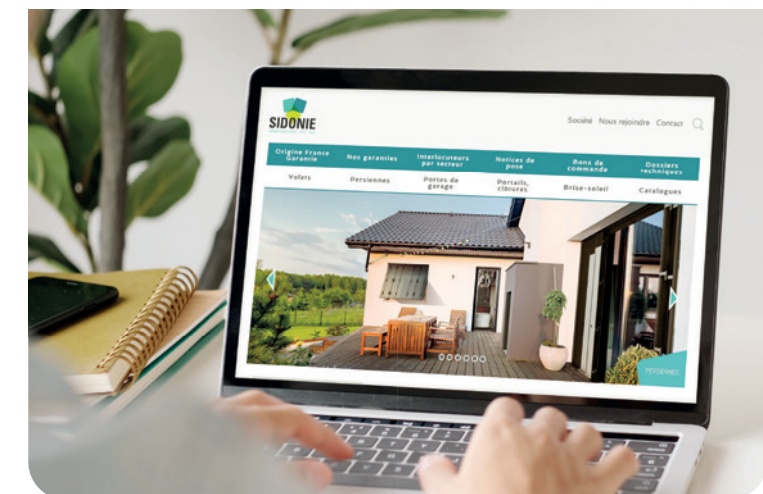 SIDONIE
Société Nous rejoindre Contact
Origine France
Garantie
Nos garanties
Interlocuteurs
par secteur
Notices de
pose
Bons de
commande
Dossiers
techniques
Volets
Persiennes
Portes de
garage
Portails,
clôtures
Brise-soleil
Catalogues
PERSIENNES